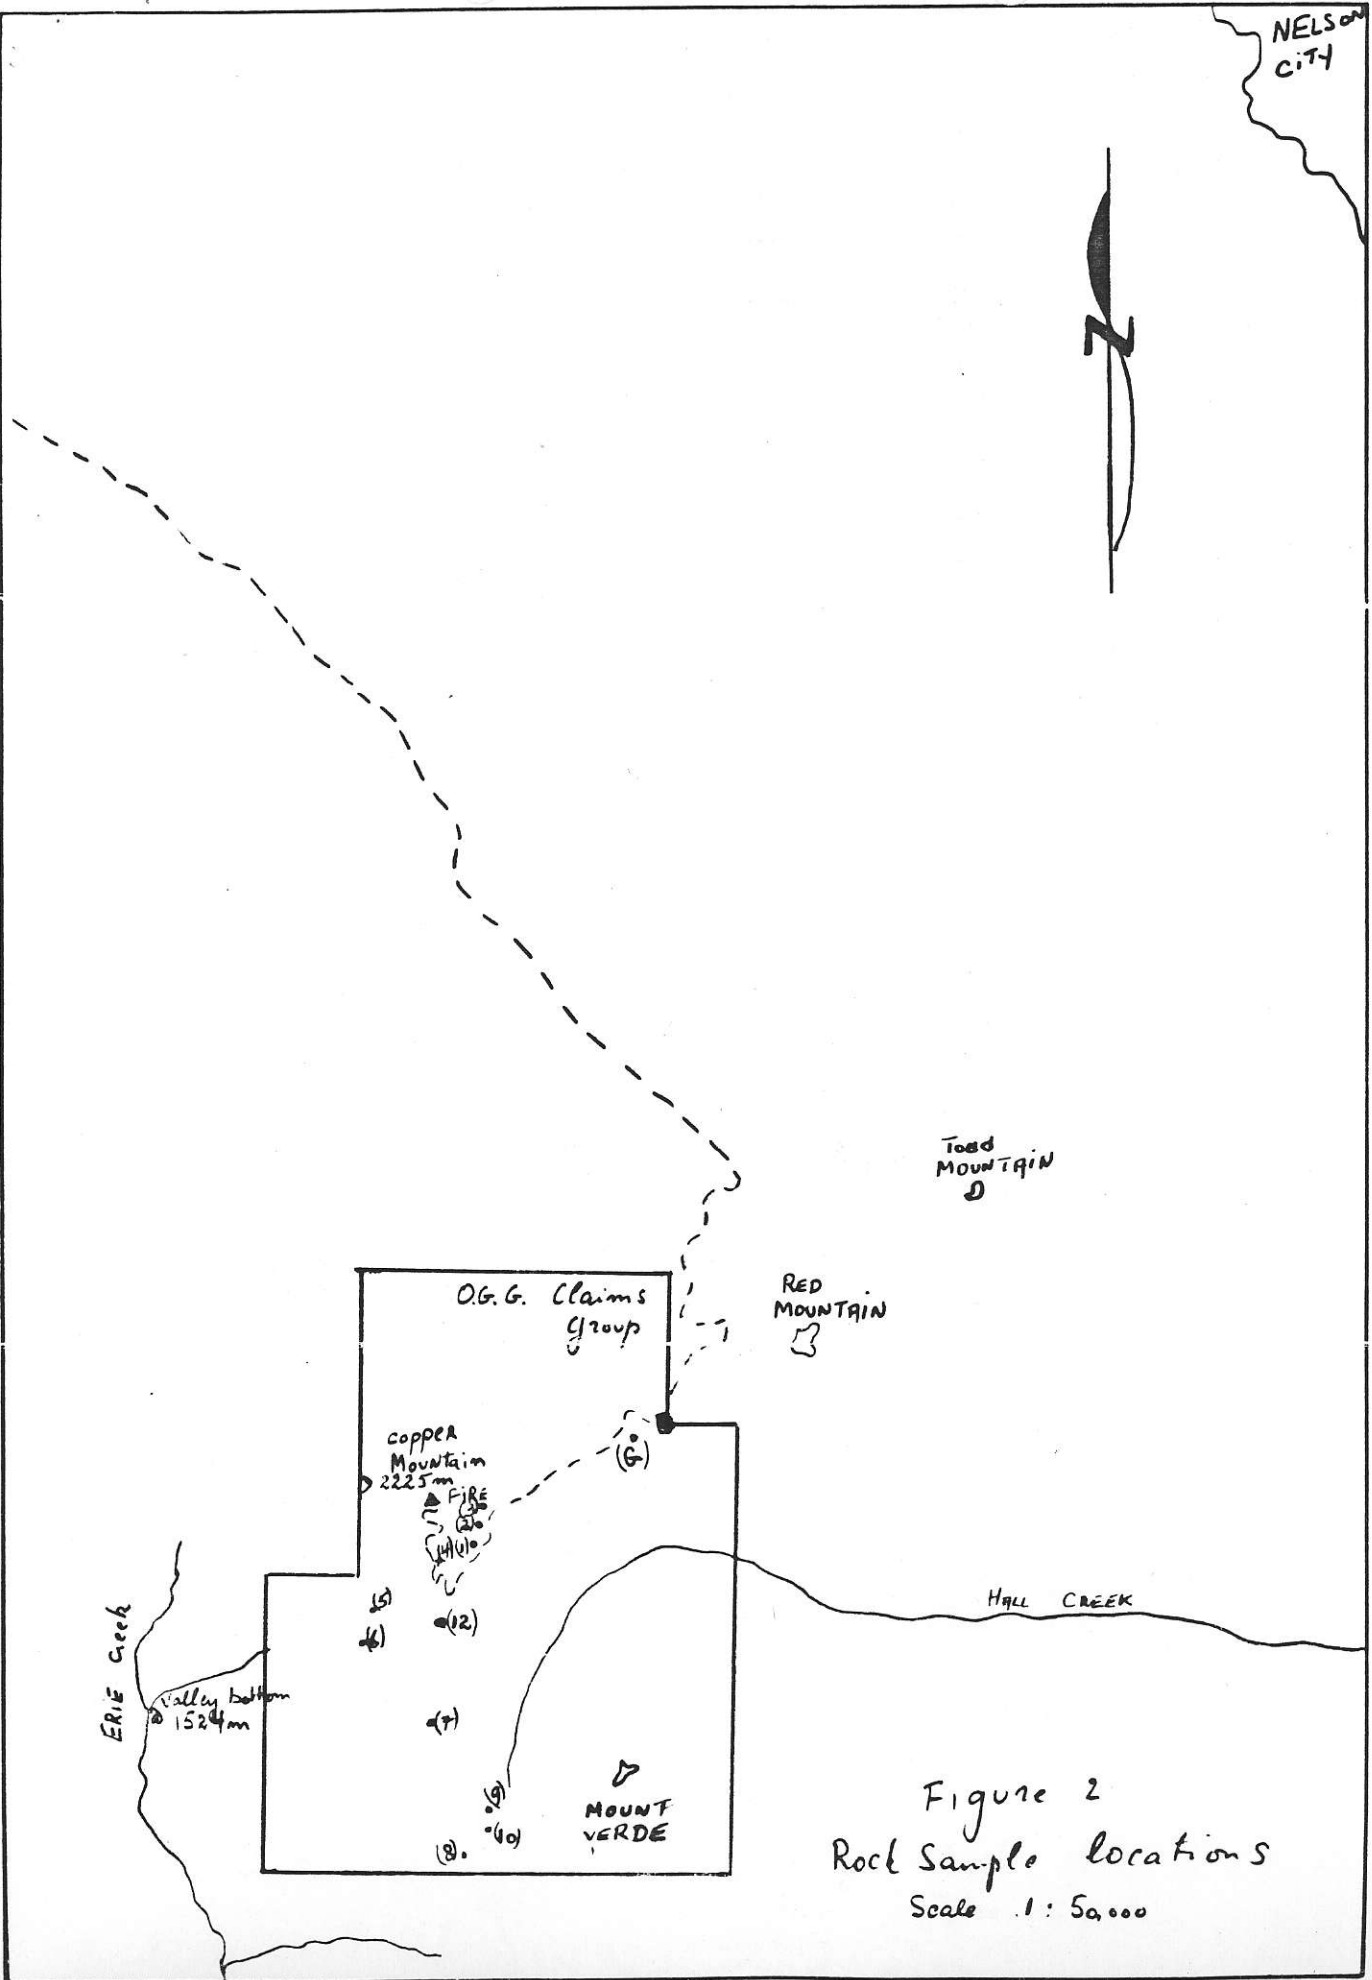 NELSON
CITY
N
Toad
MOUNTAIN
RED
MOUNTAIN
O.G.G. Claims
Group
(G)
COPPER
Mountain
2225m
FIRE
(3)
(2)
(4)(1)
(5)
(6)
(12)
HALL CREEK
ERIE Creek
Valley bottom
1524m
(7)
(9)
(10)
(8)
MOUNT
VERDE
Figure 2
Rock Sample locations
Scale 1:50,000